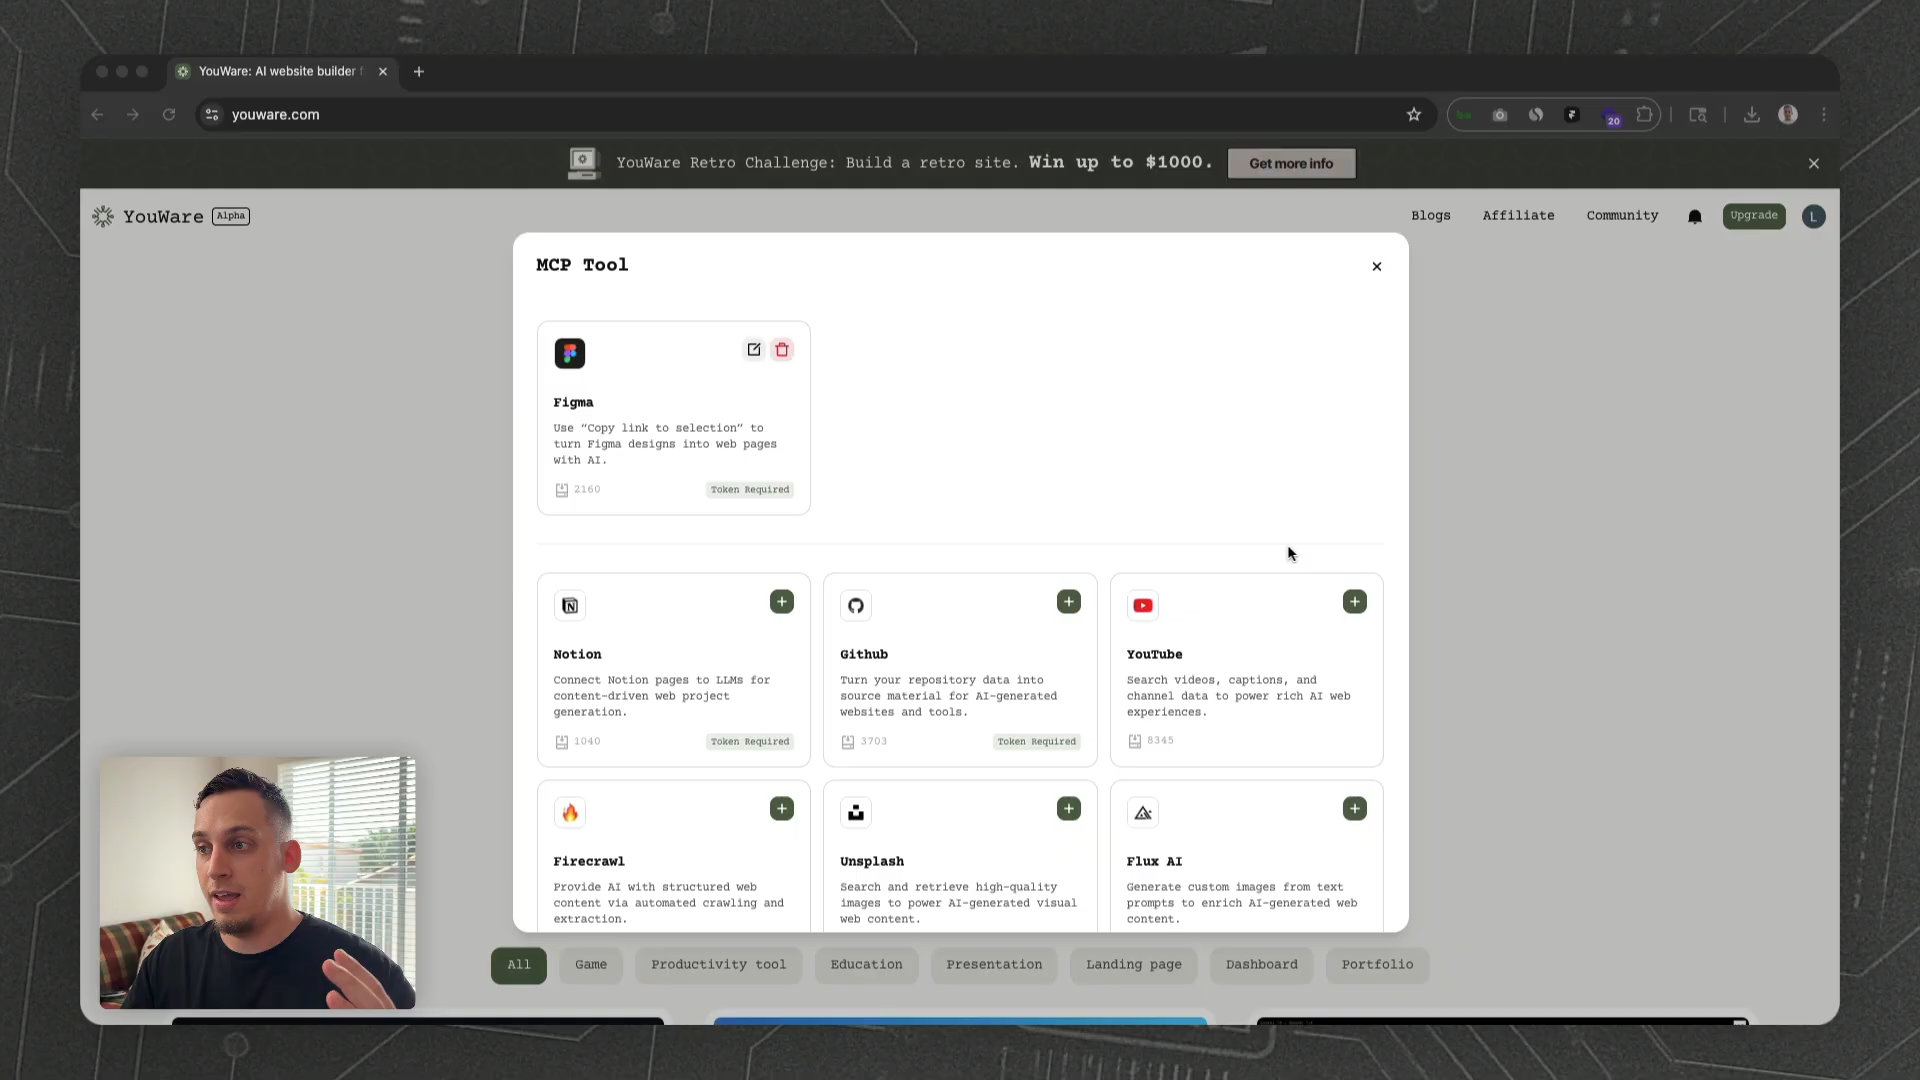 YouWare: AI website builder f
youware.com
20
YouWare Retro Challenge: Build a retro site. Win up to $1000.
Get more info
YouWare
Alpha
Blogs
Affiliate
Community
Upgrade
L
MCP Tool
Figma
Use “Copy link to selection” to
turn Figma designs into web pages
with AI.
2160
Token Required
Notion
Connect Notion pages to LLMs for
content-driven web project
generation.
1040
Token Required
Github
Turn your repository data into
source material for AI-generated
websites and tools.
3703
Token Required
YouTube
Search videos, captions, and
channel data to power rich AI web
experiences.
8345
Firecrawl
Provide AI with structured web
content via automated crawling and
extraction.
Unsplash
Search and retrieve high-quality
images to power AI-generated visual
web content.
Flux AI
Generate custom images from text
prompts to enrich AI-generated web
content.
All
Game
Productivity tool
Education
Presentation
Landing page
Dashboard
Portfolio